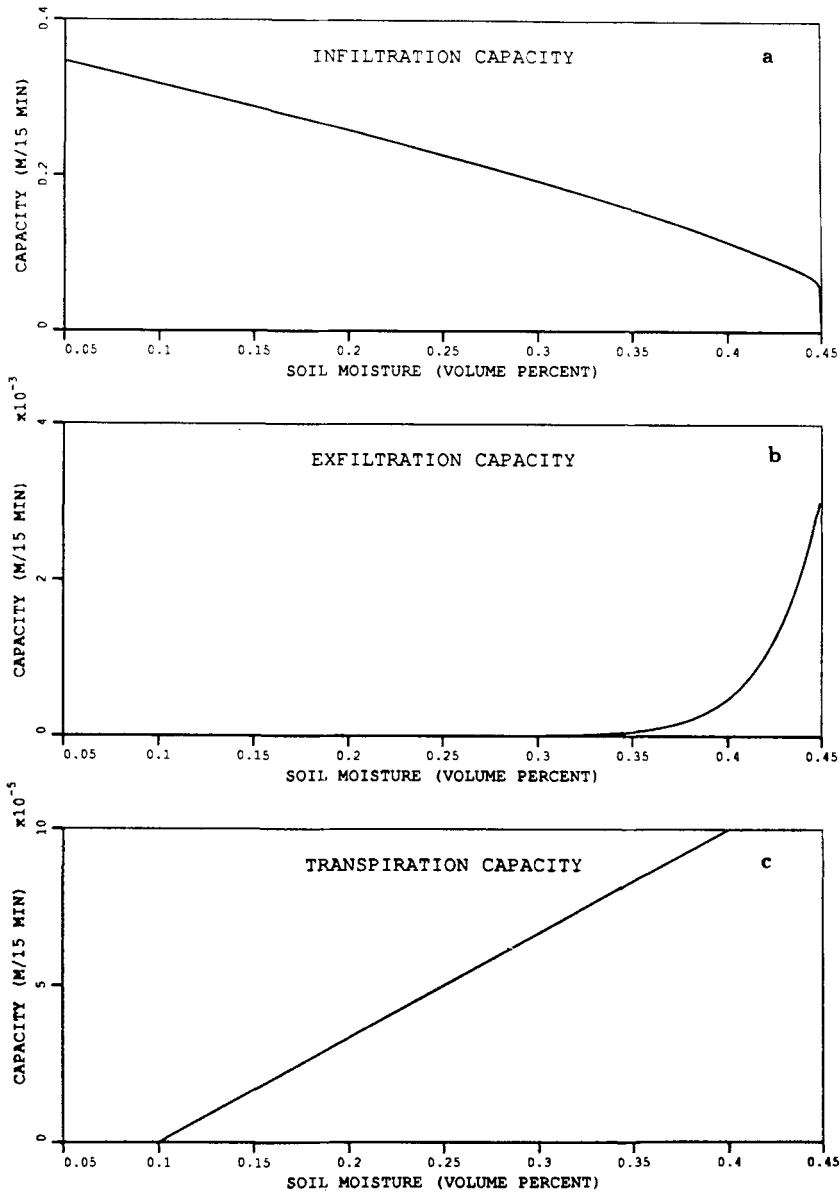 INFILTRATION CAPACITY
a
CAPACITY (M/15 MIN)
0.4
0.2
0
0.05 0.1 0.15 0.2 0.25 0.3 0.35 0.4 0.45
SOIL MOISTURE (VOLUME PERCENT)
x10⁻³
EXFILTRATION CAPACITY
b
CAPACITY (M/15 MIN)
4
2
0
0.05 0.1 0.15 0.2 0.25 0.3 0.35 0.4 0.45
SOIL MOISTURE (VOLUME PERCENT)
x10⁻⁵
TRANSPIRATION CAPACITY
c
CAPACITY (M/15 MIN)
10
5
0
0.05 0.1 0.15 0.2 0.25 0.3 0.35 0.4 0.45
SOIL MOISTURE (VOLUME PERCENT)